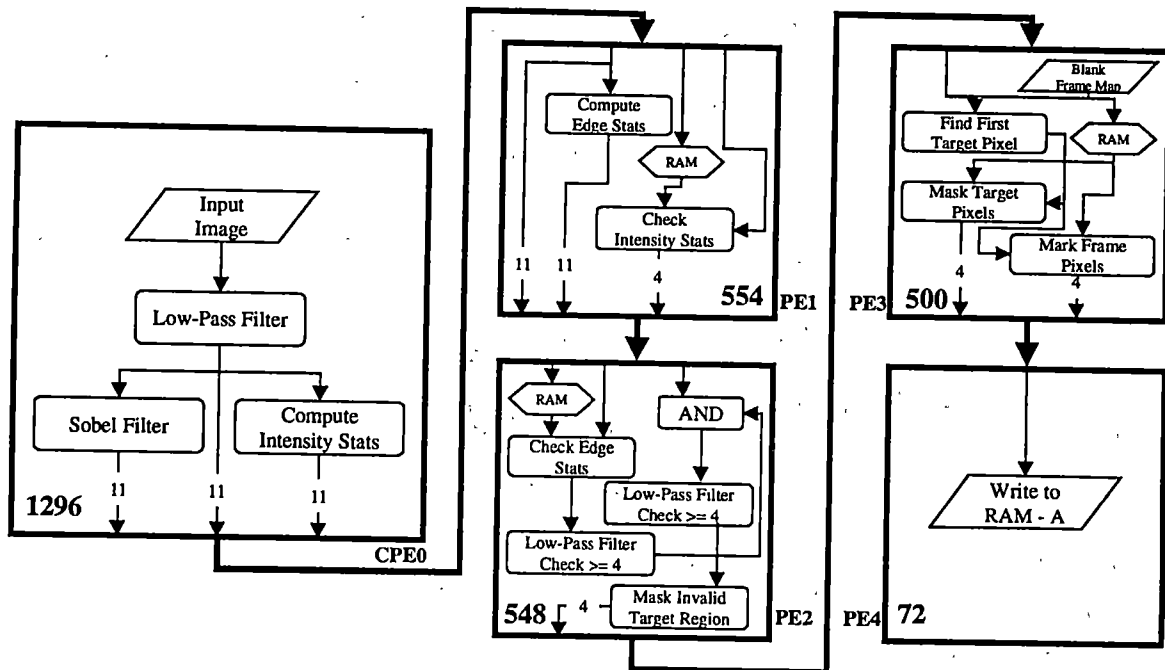 Input
Image
Low-Pass Filter
Sobel Filter
Compute
Intensity Stats
11
11
11
1296
CPE0
Compute
Edge Stats
RAM
Check
Intensity Stats
11
11
4
554
PE1
RAM
AND
Check Edge
Stats
Low-Pass Filter
Check >= 4
Low-Pass Filter
Check >= 4
Mask Invalid
Target Region
4
548
PE2
Blank
Frame Map
Find First
Target Pixel
RAM
Mask Target
Pixels
Mark Frame
Pixels
4
4
PE3
500
Write to
RAM - A
PE4
72